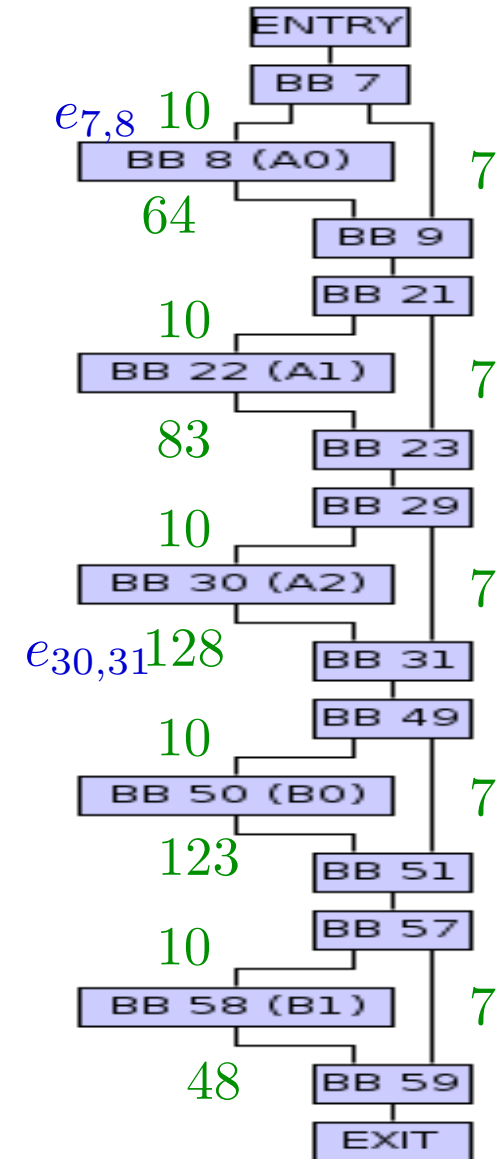 ENTRY
BB 7
e7,8 10
BB 8 (A0)
7
64
BB 9
BB 21
10
BB 22 (A1)
7
83
BB 23
BB 29
10
BB 30 (A2)
7
e30,31 128
BB 31
BB 49
10
BB 50 (B0)
7
123
BB 51
BB 57
10
BB 58 (B1)
7
48
BB 59
EXIT